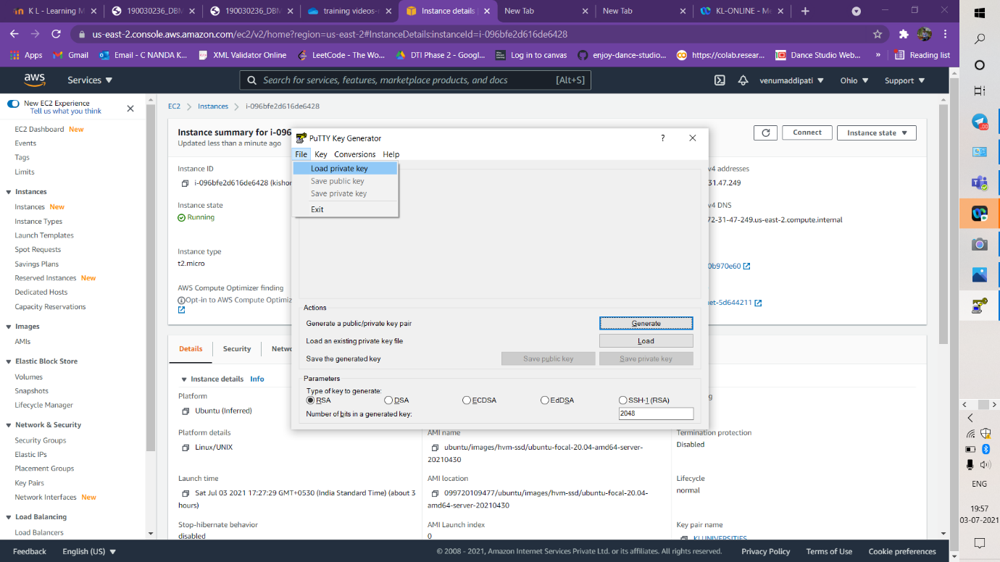 K L - Learning M
190030236_DBM
190030236_DBM
training videos-
Instance details
New Tab
New Tab
KL-ONLINE - Me
us-east-2.console.aws.amazon.com/ec2/v2/home?region=us-east-2#InstanceDetails:instanceId=i-096bfe2d616de6428
Apps
Gmail
Email - C NANDA K...
XML Validator Online
LeetCode - The Wo...
DTI Phase 2 - Googl...
Log in to canvas
enjoy-dance-studio...
https://colab.resear...
Dance Studio Web...
»
Reading list
aws
Services
Search for services, features, marketplace products, and docs
[Alt+S]
venumaddipati
Ohio
Support
New EC2 Experience
Tell us what you think
EC2 Dashboard New
Events
Tags
Limits
Instances
Instances New
Instance Types
Launch Templates
Spot Requests
Savings Plans
Reserved Instances New
Dedicated Hosts
Capacity Reservations
Images
AMIs
Elastic Block Store
Volumes
Snapshots
Lifecycle Manager
Network & Security
Security Groups
Elastic IPs
Placement Groups
Key Pairs
Network Interfaces New
Load Balancing
Load Balancers
EC2 > Instances > i-096bfe2d616de6428
Instance summary for i-096
Updated less than a minute ago
Connect
Instance state
Instance ID
i-096bfe2d616de6428 (kishor
Instance state
Running
Instance type
t2.micro
AWS Compute Optimizer finding
Opt-in to AWS Compute Optimiz
v4 addresses
31.47.249
v4 DNS
72-31-47-249.us-east-2.compute.internal
0b970e60
et-5d644211
PuTTY Key Generator
?
File Key Conversions Help
Load private key
Save public key
Save private key
Exit
Actions
Generate a public/private key pair
Generate
Load an existing private key file
Load
Save the generated key
Save public key
Save private key
Parameters
Type of key to generate:
RSA
DSA
ECDSA
EdDSA
SSH-1 (RSA)
Number of bits in a generated key:
2048
Details
Security
Netwo
Instance details Info
Platform
Ubuntu (Inferred)
Platform details
Linux/UNIX
Launch time
Sat Jul 03 2021 17:27:29 GMT+0530 (India Standard Time) (about 3
hours)
Stop-hibernate behavior
disabled
AMI name
ubuntu/images/hvm-ssd/ubuntu-focal-20.04-amd64-server-
20210430
AMI location
099720109477/ubuntu/images/hvm-ssd/ubuntu-focal-20.04-
amd64-server-20210430
AMI Launch index
0
Termination protection
Disabled
Lifecycle
normal
Key pair name
KLUNIVERSITIES
Feedback
English (US)
© 2008 - 2021, Amazon Internet Services Private Ltd. or its affiliates. All rights reserved.
Privacy Policy
Terms of Use
Cookie preferences
ENG
19:57
03-07-2021